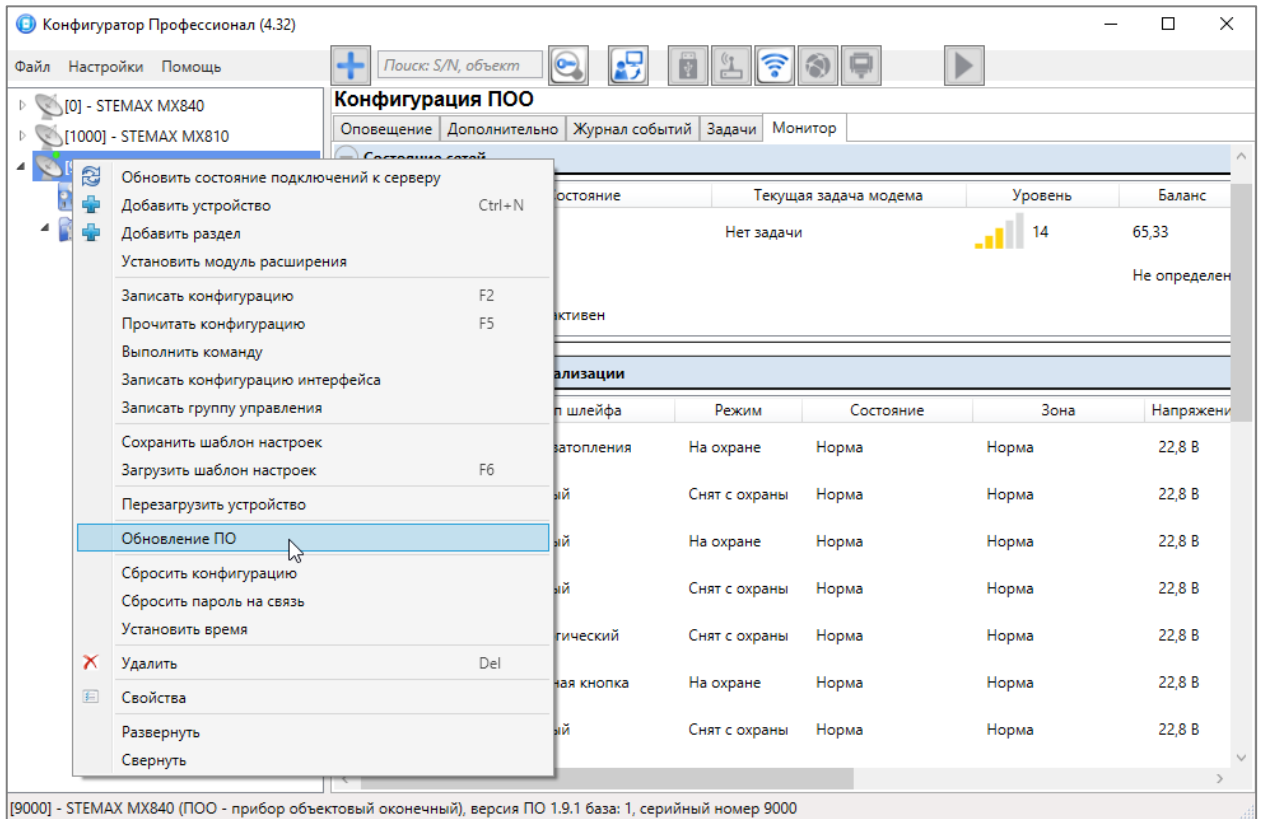 Конфигуратор Профессионал (4.32)
Файл Настройки Помощь
Поиск: S/N, объект
[0] - STEMAX MX840
[1000] - STEMAX MX810
Конфигурация ПОО
Оповещение Дополнительно Журнал событий Задачи Монитор
Состояние сетей
Текущая задача модема Уровень Баланс
Нет задачи 14 65,33
Режим Состояние Зона
На охране Норма Норма 22,8 В
Снят с охраны Норма Норма 22,8 В
На охране Норма Норма 22,8 В
Снят с охраны Норма Норма 22,8 В
Снят с охраны Норма Норма 22,8 В
На охране Норма Норма 22,8 В
Снят с охраны Норма Норма 22,8 В
Обновить состояние подключений к серверу
Добавить устройство Ctrl+N
Добавить раздел
Установить модуль расширения
Записать конфигурацию F2
Прочитать конфигурацию F5
Выполнить команду
Записать конфигурацию интерфейса
Записать группу управления
Сохранить шаблон настроек
Загрузить шаблон настроек F6
Перезагрузить устройство
Обновление ПО
Сбросить конфигурацию
Сбросить пароль на связь
Установить время
Удалить Del
Свойства
Развернуть
Свернуть
[9000] - STEMAX MX840 (ПОО - прибор объектовый оконечный), версия ПО 1.9.1 база: 1, серийный номер 9000